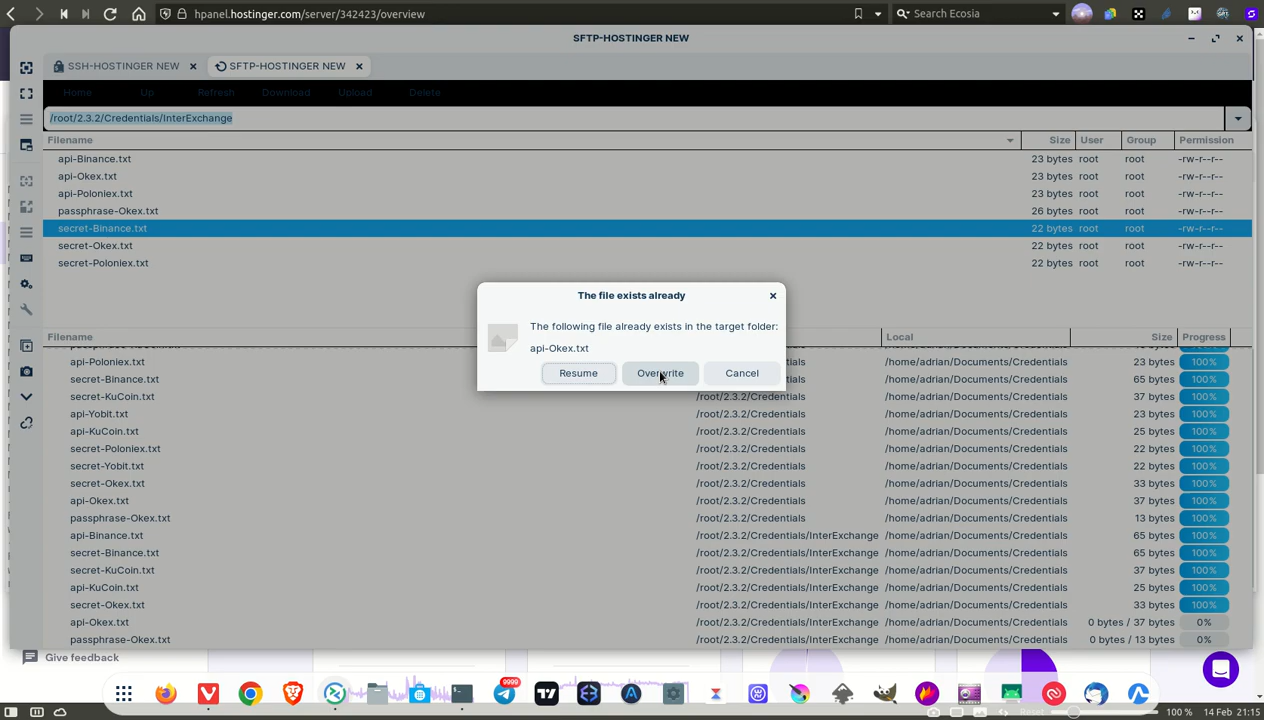 hpanel.hostinger.com/server/342423/overview
Search Ecosia
SFTP-HOSTINGER NEW
SSH-HOSTINGER NEW
SFTP-HOSTINGER NEW
Home Up Refresh Download Upload Delete
/root/2.3.2/Credentials/InterExchange
Filename Size User Group Permission
api-Binance.txt 23 bytes root root -rw-r--r--
api-Okex.txt 23 bytes root root -rw-r--r--
api-Poloniex.txt 23 bytes root root -rw-r--r--
passphrase-Okex.txt 26 bytes root root -rw-r--r--
secret-Binance.txt 22 bytes root root -rw-r--r--
secret-Okex.txt 22 bytes root root -rw-r--r--
secret-Poloniex.txt 22 bytes root root -rw-r--r--
The file exists already
The following file already exists in the target folder:
api-Okex.txt
Resume Overwrite Cancel
Filename Local Size Progress
api-Poloniex.txt /home/adrian/Documents/Credentials 23 bytes 100%
secret-Binance.txt /home/adrian/Documents/Credentials 65 bytes 100%
secret-KuCoin.txt /root/2.3.2/Credentials /home/adrian/Documents/Credentials 37 bytes 100%
api-Yobit.txt /root/2.3.2/Credentials /home/adrian/Documents/Credentials 23 bytes 100%
api-KuCoin.txt /root/2.3.2/Credentials /home/adrian/Documents/Credentials 25 bytes 100%
secret-Poloniex.txt /root/2.3.2/Credentials /home/adrian/Documents/Credentials 22 bytes 100%
secret-Yobit.txt /root/2.3.2/Credentials /home/adrian/Documents/Credentials 22 bytes 100%
secret-Okex.txt /root/2.3.2/Credentials /home/adrian/Documents/Credentials 33 bytes 100%
api-Okex.txt /root/2.3.2/Credentials /home/adrian/Documents/Credentials 37 bytes 100%
passphrase-Okex.txt /root/2.3.2/Credentials /home/adrian/Documents/Credentials 13 bytes 100%
api-Binance.txt /root/2.3.2/Credentials/InterExchange /home/adrian/Documents/Credentials 65 bytes 100%
secret-Binance.txt /root/2.3.2/Credentials/InterExchange /home/adrian/Documents/Credentials 65 bytes 100%
secret-KuCoin.txt /root/2.3.2/Credentials/InterExchange /home/adrian/Documents/Credentials 37 bytes 100%
api-KuCoin.txt /root/2.3.2/Credentials/InterExchange /home/adrian/Documents/Credentials 25 bytes 100%
secret-Okex.txt /root/2.3.2/Credentials/InterExchange /home/adrian/Documents/Credentials 33 bytes 100%
api-Okex.txt /root/2.3.2/Credentials/InterExchange /home/adrian/Documents/Credentials 0 bytes / 37 bytes 0%
passphrase-Okex.txt /root/2.3.2/Credentials/InterExchange /home/adrian/Documents/Credentials 0 bytes / 13 bytes 0%
Give feedback
9999
Reset 100 % 14 Feb 21:15